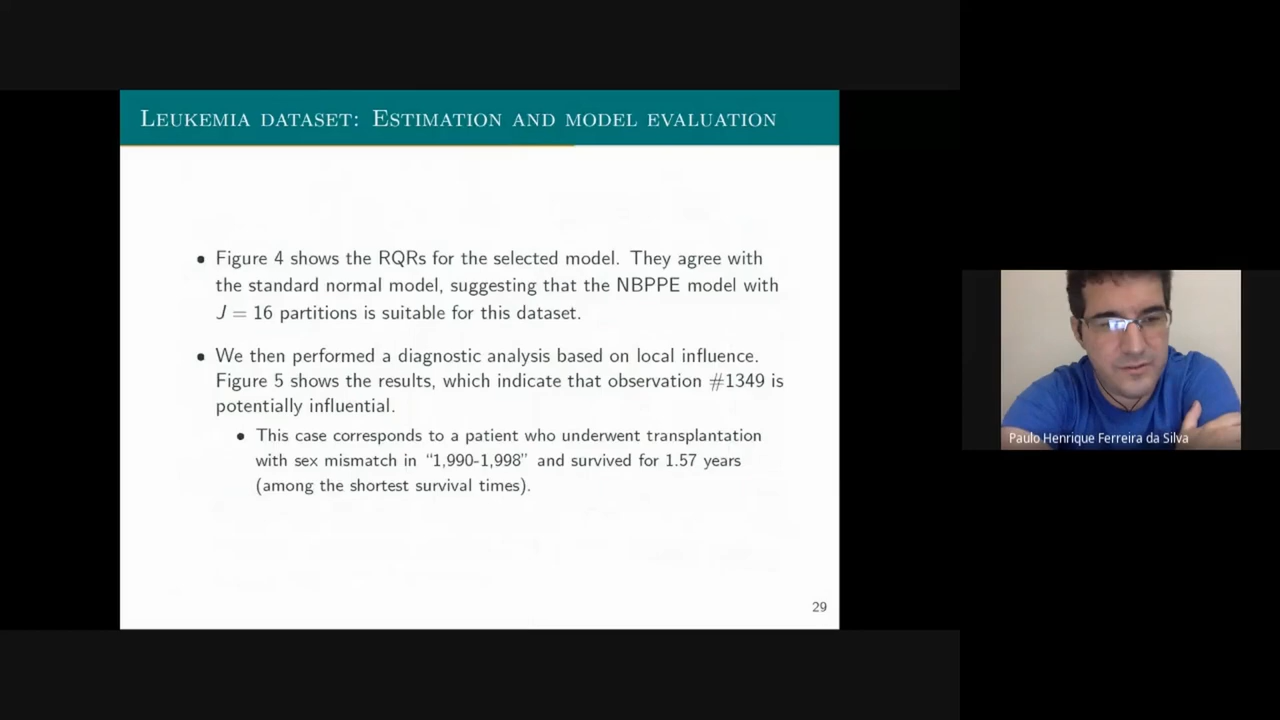 Leukemia dataset: Estimation and model evaluation
• Figure 4 shows the RQRs for the selected model. They agree with
the standard normal model, suggesting that the NBPPE model with
J = 16 partitions is suitable for this dataset.
• We then performed a diagnostic analysis based on local influence.
Figure 5 shows the results, which indicate that observation #1349 is
potentially influential.
• This case corresponds to a patient who underwent transplantation
with sex mismatch in “1,990-1,998” and survived for 1.57 years
(among the shortest survival times).
29
Paulo Henrique Ferreira da Silva